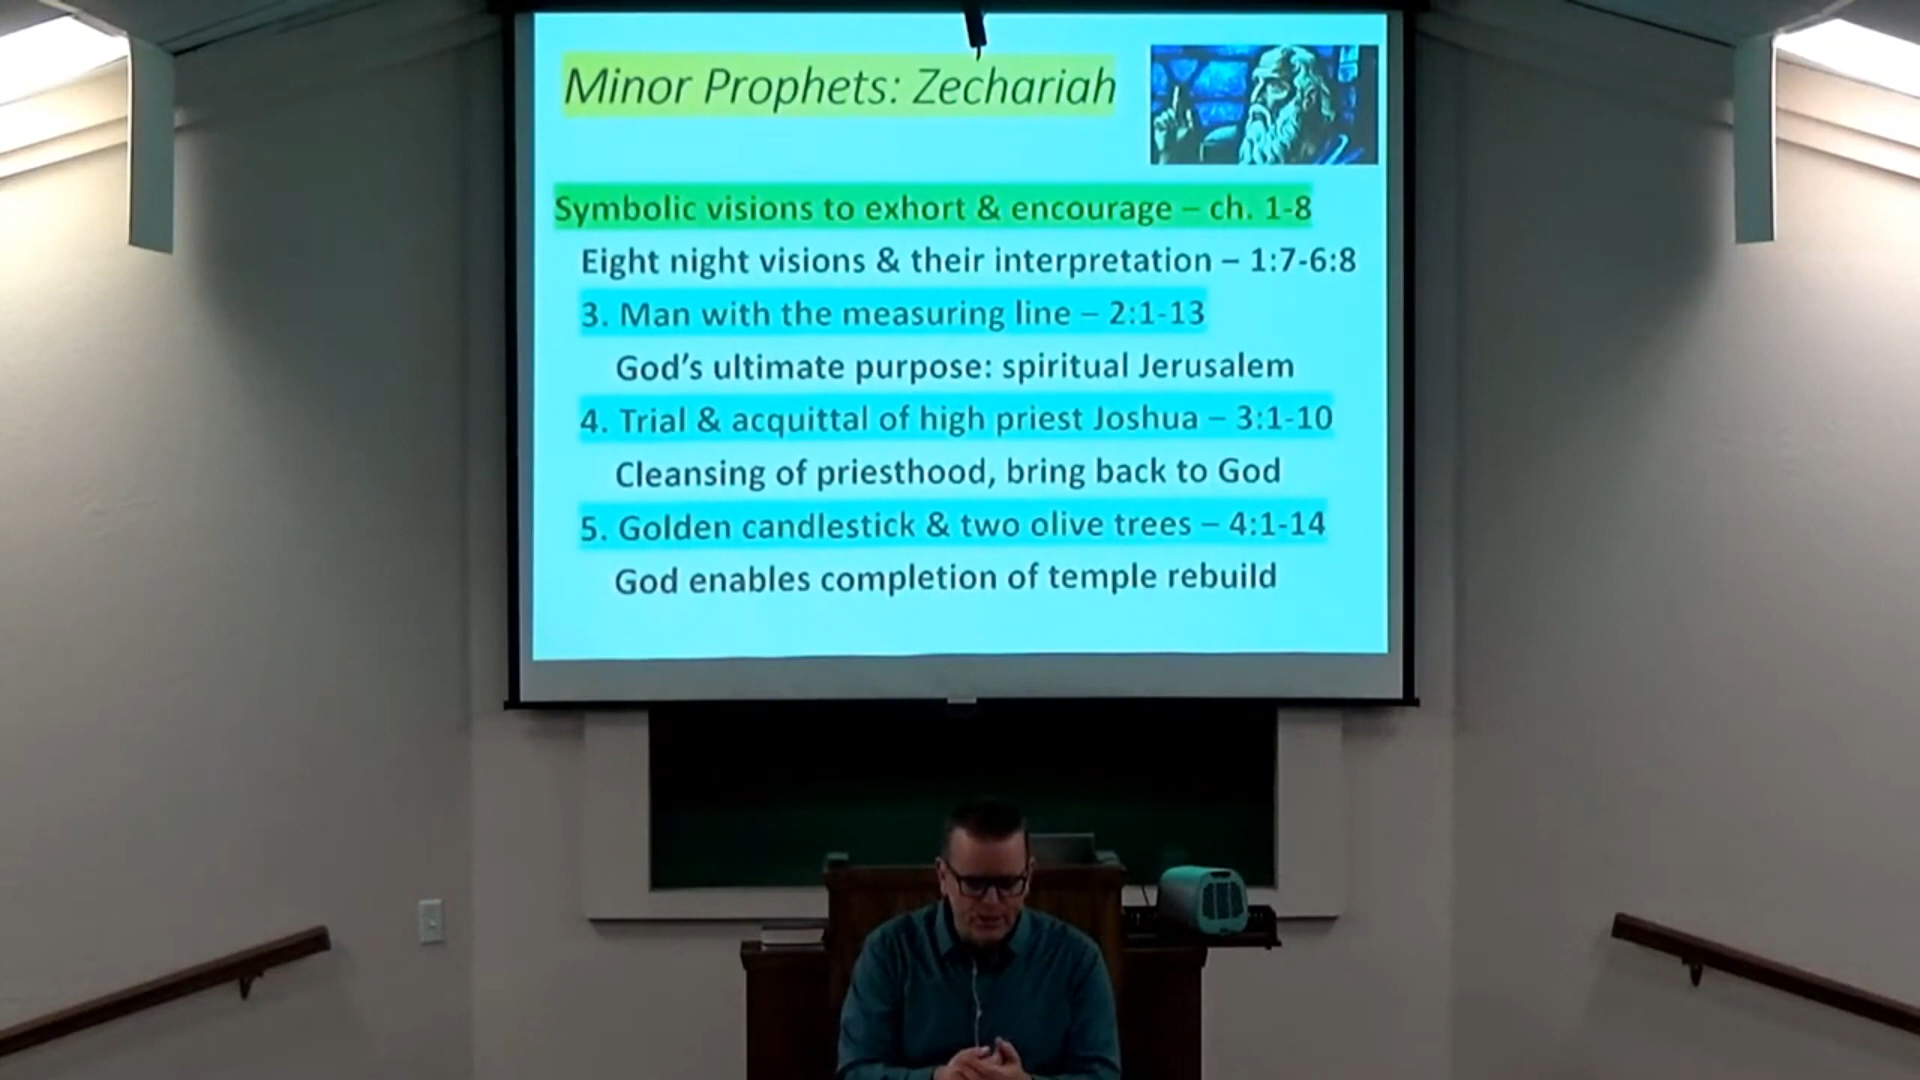 Minor Prophets: Zechariah
Symbolic visions to exhort & encourage – ch. 1-8
Eight night visions & their interpretation – 1:7-6:8
3. Man with the measuring line – 2:1-13
God's ultimate purpose: spiritual Jerusalem
4. Trial & acquittal of high priest Joshua – 3:1-10
Cleansing of priesthood, bring back to God
5. Golden candlestick & two olive trees – 4:1-14
God enables completion of temple rebuild